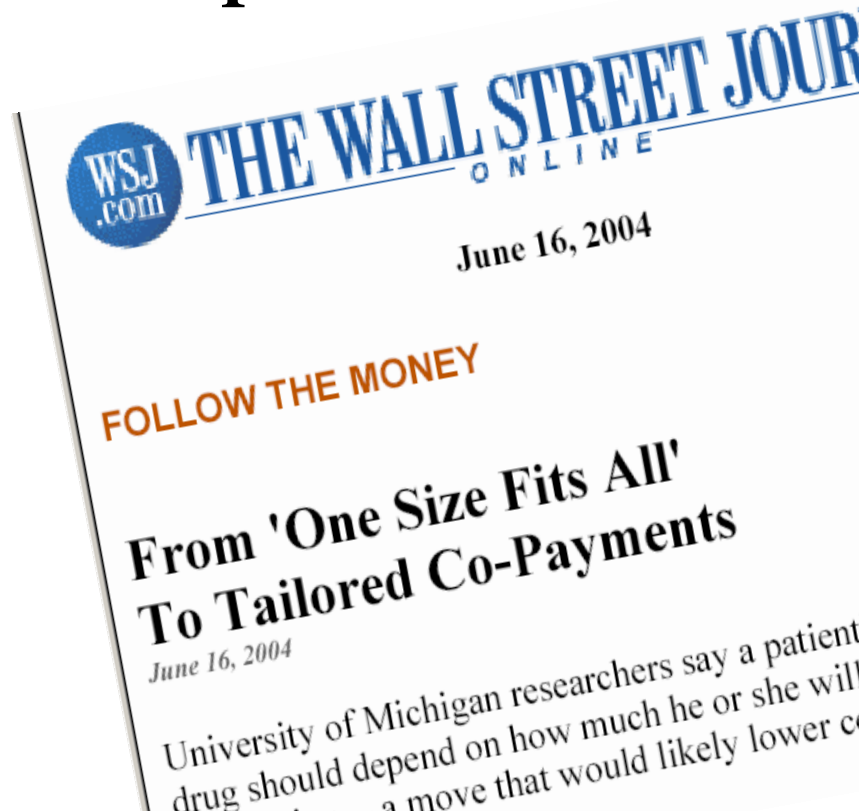 WSJ
.com
THE WALL STREET JOUR
ONLINE
June 16, 2004
FOLLOW THE MONEY
From 'One Size Fits All'
To Tailored Co-Payments
June 16, 2004
University of Michigan researchers say a patient
drug should depend on how much he or she will
a move that would likely lower